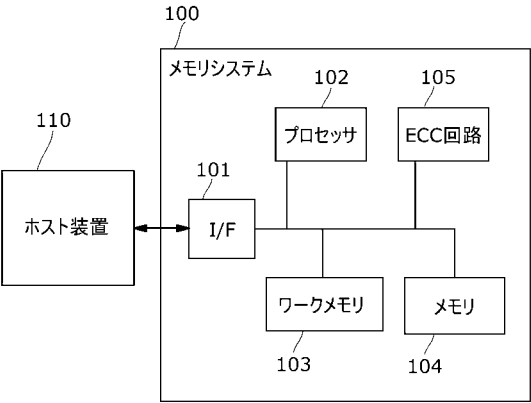 100
メモリシステム
102
105
プロセッサ
ECC回路
110
101
ホスト装置
I/F
ワークメモリ
メモリ
103
104